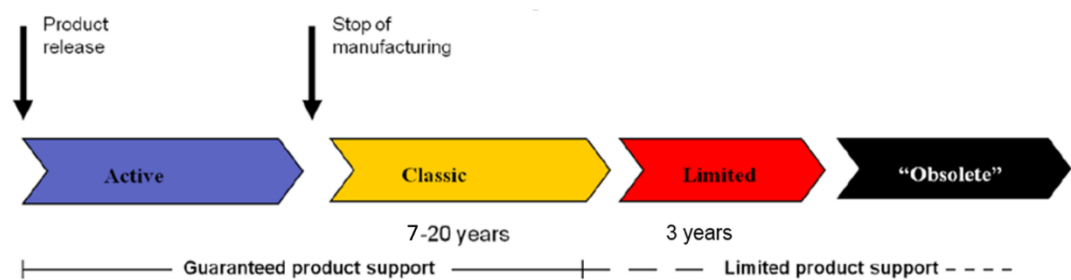 Product
release
Stop of
manufacturing
Active
Classic
Limited
“Obsolete”
7-20 years
3 years
Guaranteed product support
Limited product support